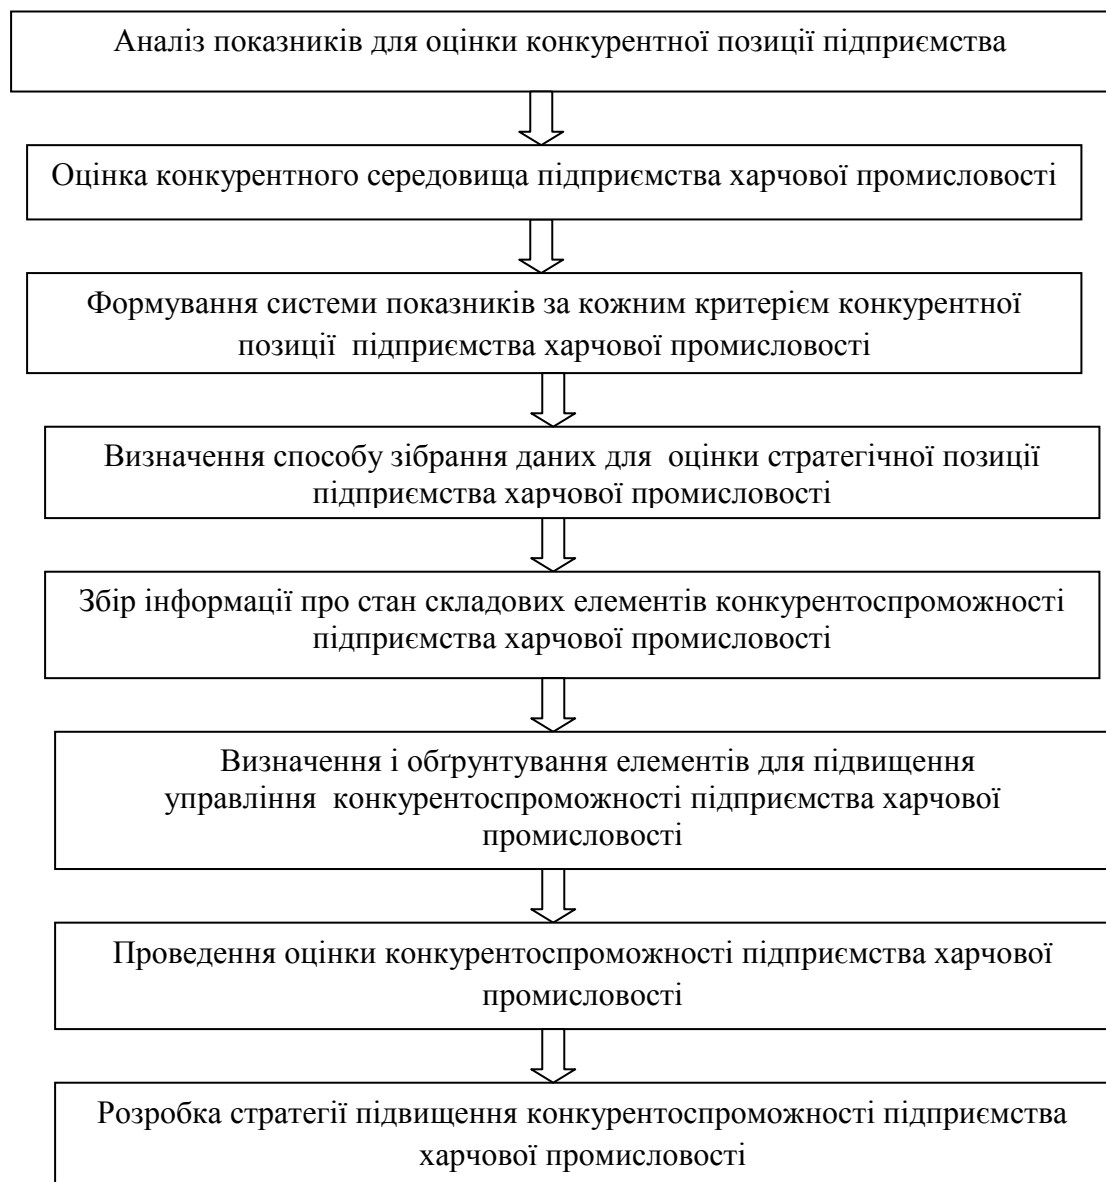 Аналіз показників для оцінки конкурентної позиції підприємства
Оцінка конкурентного середовища підприємства харчової промисловості
Формування системи показників за кожним критерієм конкурентної
позиції підприємства харчової промисловості
Визначення способу зібрання даних для оцінки стратегічної позиції
підприємства харчової промисловості
Збір інформації про стан складових елементів конкурентоспроможності
підприємства харчової промисловості
Визначення і обґрунтування елементів для підвищення
управління конкурентоспроможності підприємства харчової
промисловості
Проведення оцінки конкурентоспроможності підприємства харчової
промисловості
Розробка стратегії підвищення конкурентоспроможності підприємства
харчової промисловості